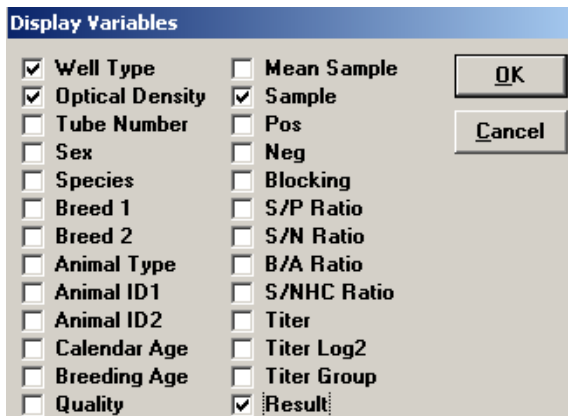 Display Variables
Well Type
Optical Density
Tube Number
Sex
Species
Breed 1
Breed 2
Animal Type
Animal ID1
Animal ID2
Calendar Age
Breeding Age
Quality
Mean Sample
Sample
Pos
Neg
Blocking
S/P Ratio
S/N Ratio
B/A Ratio
S/NHC Ratio
Titer
Titer Log2
Titer Group
Result
OK
Cancel